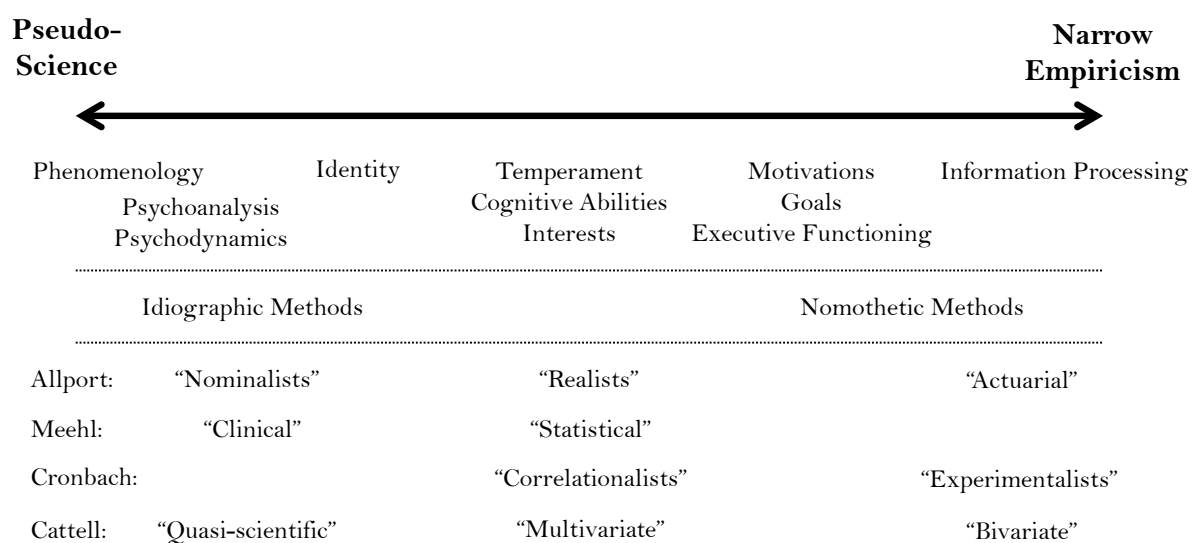 Pseudo-
Science
Narrow
Empiricism
Phenomenology Identity Temperament Motivations Information Processing
Psychoanalysis Cognitive Abilities Goals
Psychodynamics Interests Executive Functioning
Idiographic Methods Nomothetic Methods
Allport: “Nominalists” “Realists” “Actuarial”
Meehl: “Clinical” “Statistical”
Cronbach: “Correlationalists” “Experimentalists”
Cattell: “Quasi-scientific” “Multivariate” “Bivariate”